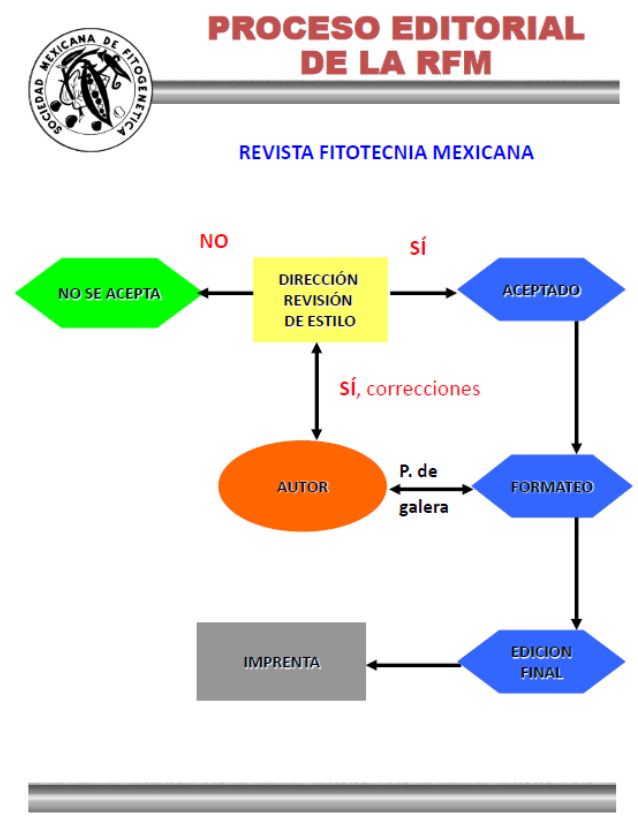 PROCESO EDITORIAL
DE LA RFM
SOCIEDAD MEXICANA DE FITOGENETICA
REVISTA FITOTECNIA MEXICANA
NO
SÍ
NO SE ACEPTA
DIRECCIÓN
REVISIÓN
DE ESTILO
ACEPTADO
SÍ, correcciones
AUTOR
P. de
galera
FORMATEO
IMPRENTA
EDICION
FINAL